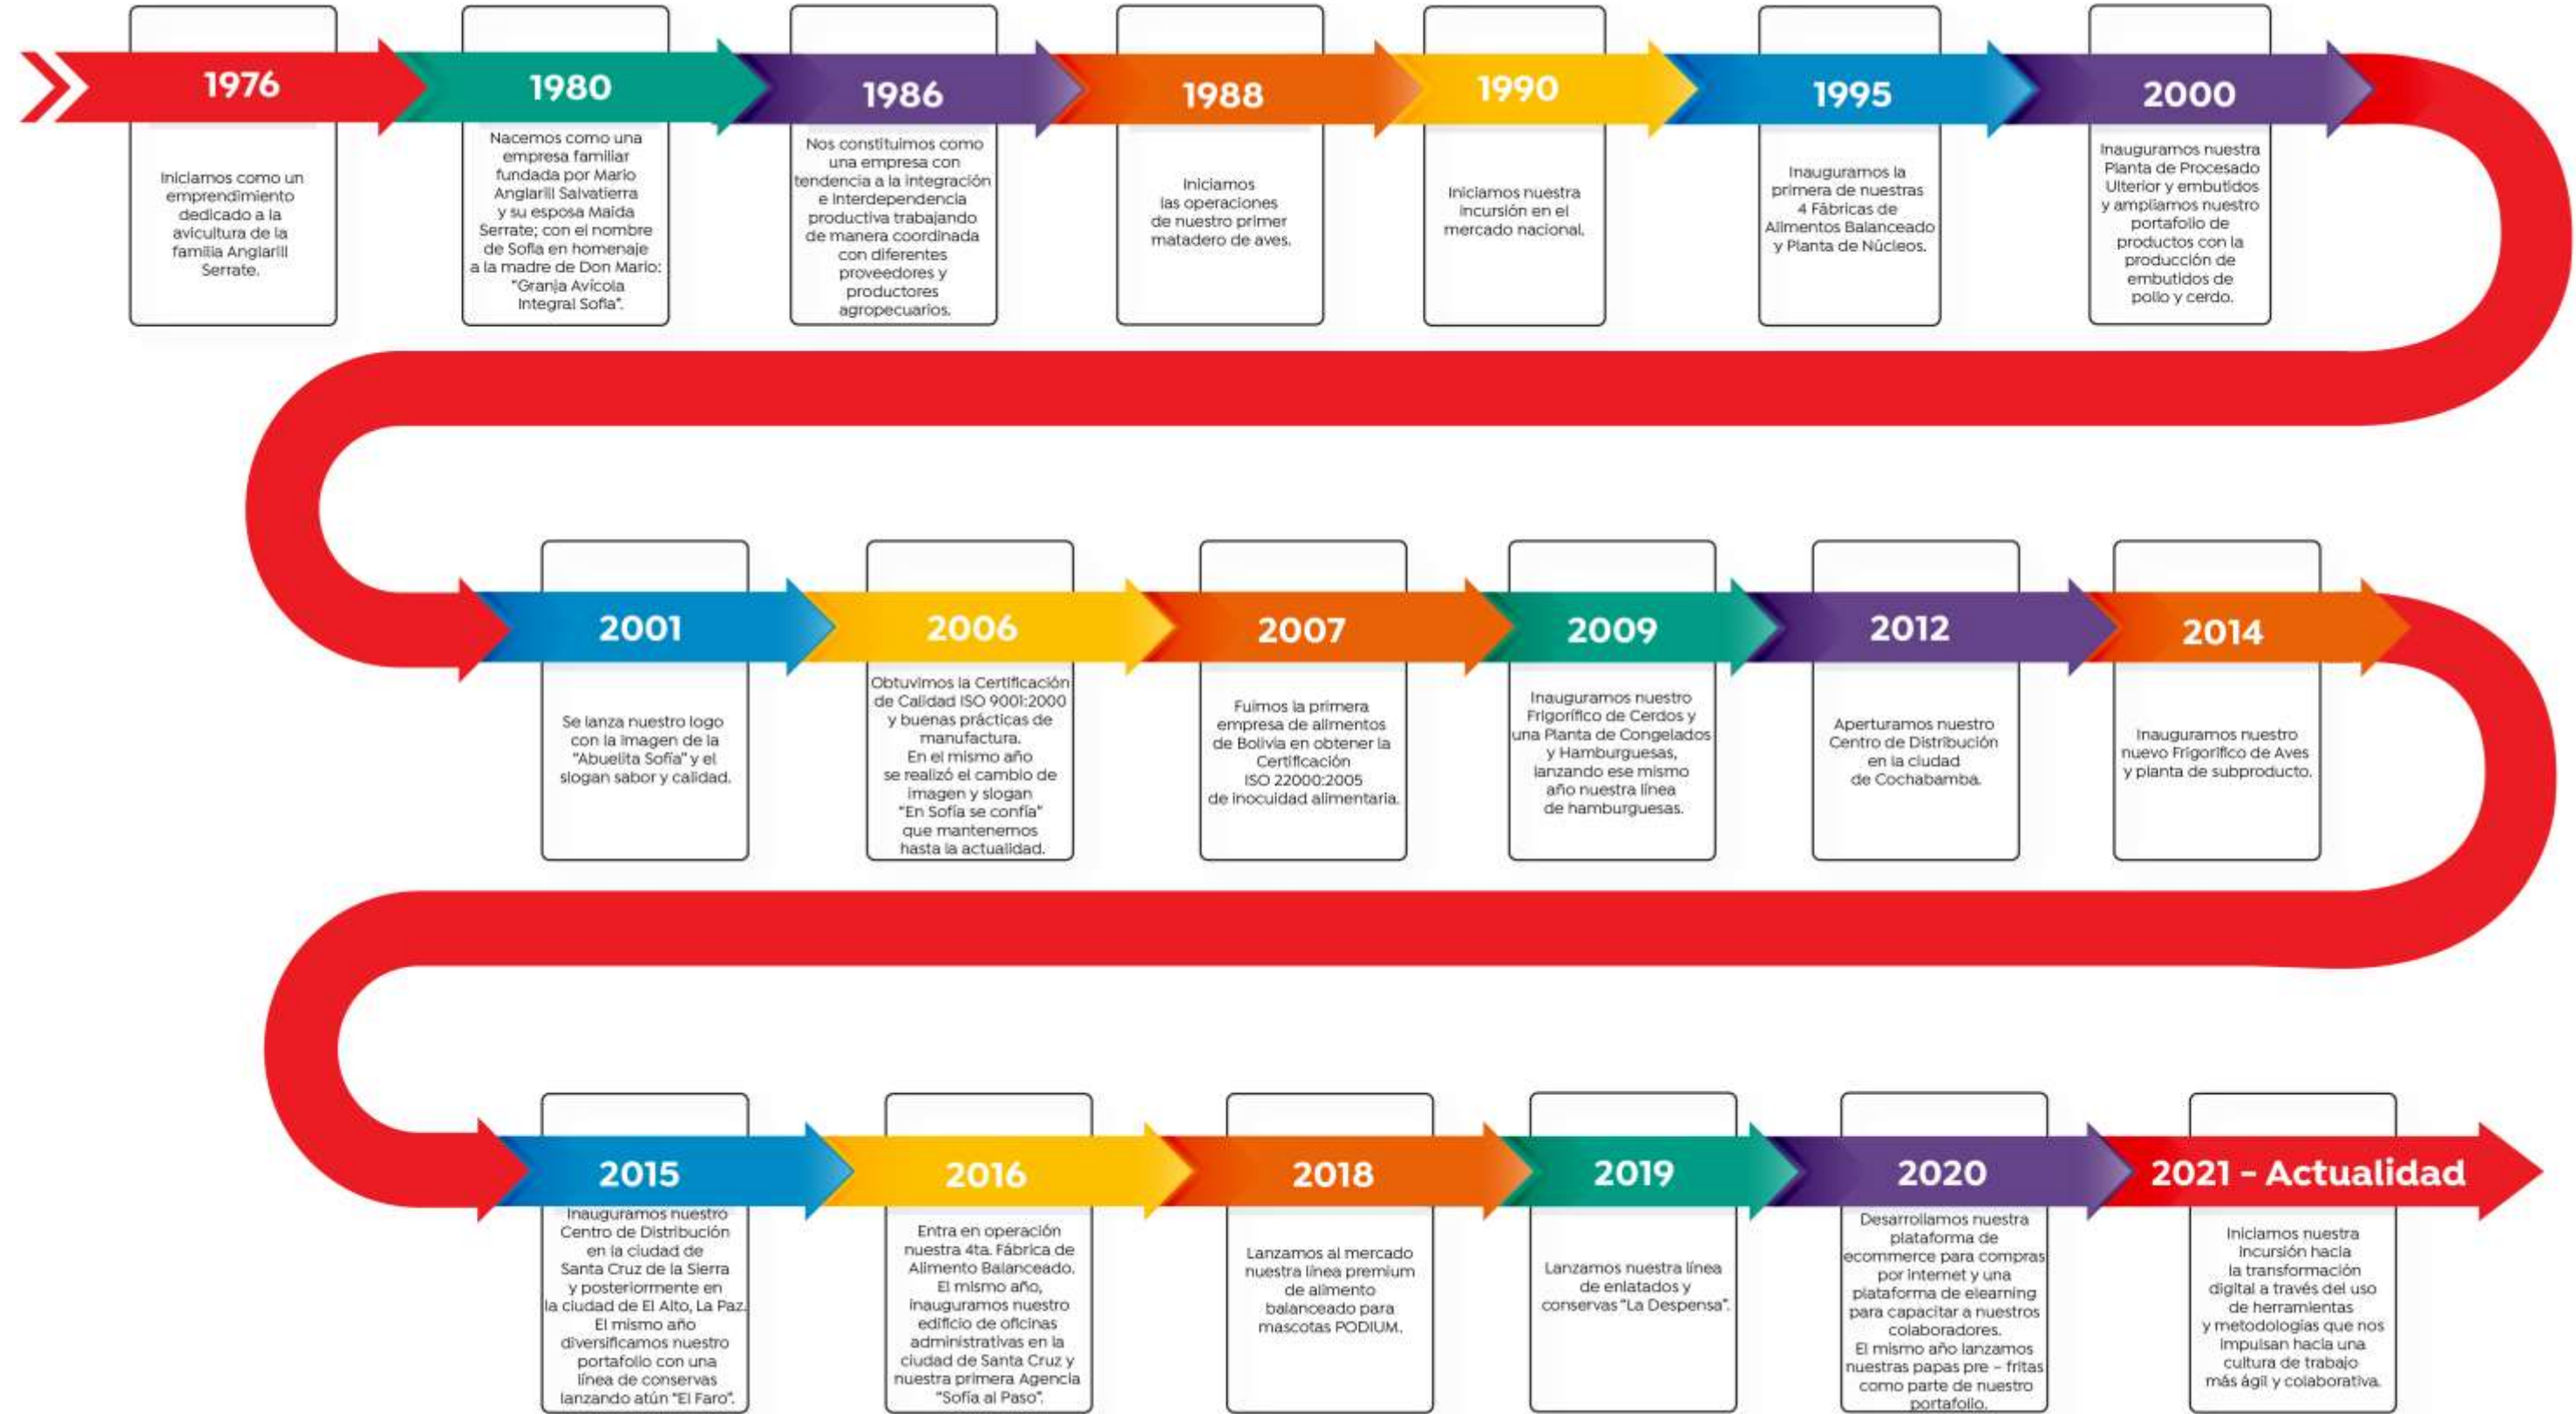 1976
Iniciamos como un
emprendimiento
dedicado a la
avicultura de la
familia Anglarill
Serrate.
1980
Nacemos como una
empresa familiar
fundada por Mario
Anglarill Salvatierra
y su esposa Maida
Serrate; con el nombre
de Sofía en homenaje
a la madre de Don Mario:
"Granja Avícola
Integral Sofía".
1986
Nos constituimos como
una empresa con
tendencia a la integración
e interdependencia
productiva trabajando
de manera coordinada
con diferentes
proveedores y
productores
agropecuarios.
1988
Iniciamos
las operaciones
de nuestro primer
matadero de aves.
1990
Iniciamos nuestra
incursión en el
mercado nacional.
1995
Inauguramos la
primera de nuestras
4 Fábricas de
Alimentos Balanceado
y Planta de Núcleos.
2000
Inauguramos nuestra
Planta de Procesado
Ulterior y embutidos
y ampliamos nuestro
portafolio de
productos con la
producción de
embutidos de
pollo y cerdo.
2001
Se lanza nuestro logo
con la imagen de la
"Abuelita Sofía" y el
slogan sabor y calidad.
2006
Obtuvimos la Certificación
de Calidad ISO 9001:2000
y buenas prácticas de
manufactura.
En el mismo año
se realizó el cambio de
imagen y slogan
"En Sofía se confía"
que mantenemos
hasta la actualidad.
2007
Fuimos la primera
empresa de alimentos
de Bolivia en obtener la
Certificación
ISO 22000:2005
de inocuidad alimentaria.
2009
Inauguramos nuestro
Frigorífico de Cerdos y
una Planta de Congelados
y Hamburguesas,
lanzando ese mismo
año nuestra línea
de hamburguesas.
2012
Aperturamos nuestro
Centro de Distribución
en la ciudad
de Cochabamba.
2014
Inauguramos nuestro
nuevo Frigorífico de Aves
y planta de subproducto.
2015
Inauguramos nuestro
Centro de Distribución
en la ciudad de
Santa Cruz de la Sierra
y posteriormente en
la ciudad de El Alto, La Paz.
El mismo año
diversificamos nuestro
portafolio con una
línea de conservas
lanzando atún "El Faro".
2016
Entra en operación
nuestra 4ta. Fábrica de
Alimento Balanceado.
El mismo año,
inauguramos nuestro
edificio de oficinas
administrativas en la
ciudad de Santa Cruz y
nuestra primera Agencia
"Sofía al Paso".
2018
Lanzamos al mercado
nuestra línea premium
de alimento
balanceado para
mascotas PODIUM.
2019
Lanzamos nuestra línea
de enlatados y
conservas "La Despensa".
2020
Desarrollamos nuestra
plataforma de
ecommerce para compras
por internet y una
plataforma de elearning
para capacitar a nuestros
colaboradores.
El mismo año lanzamos
nuestras papas pre – fritas
como parte de nuestro
portafolio.
2021 - Actualidad
Iniciamos nuestra
incursión hacia
la transformación
digital a través del uso
de herramientas
y metodologías que nos
impulsan hacia una
cultura de trabajo
más ágil y colaborativa.